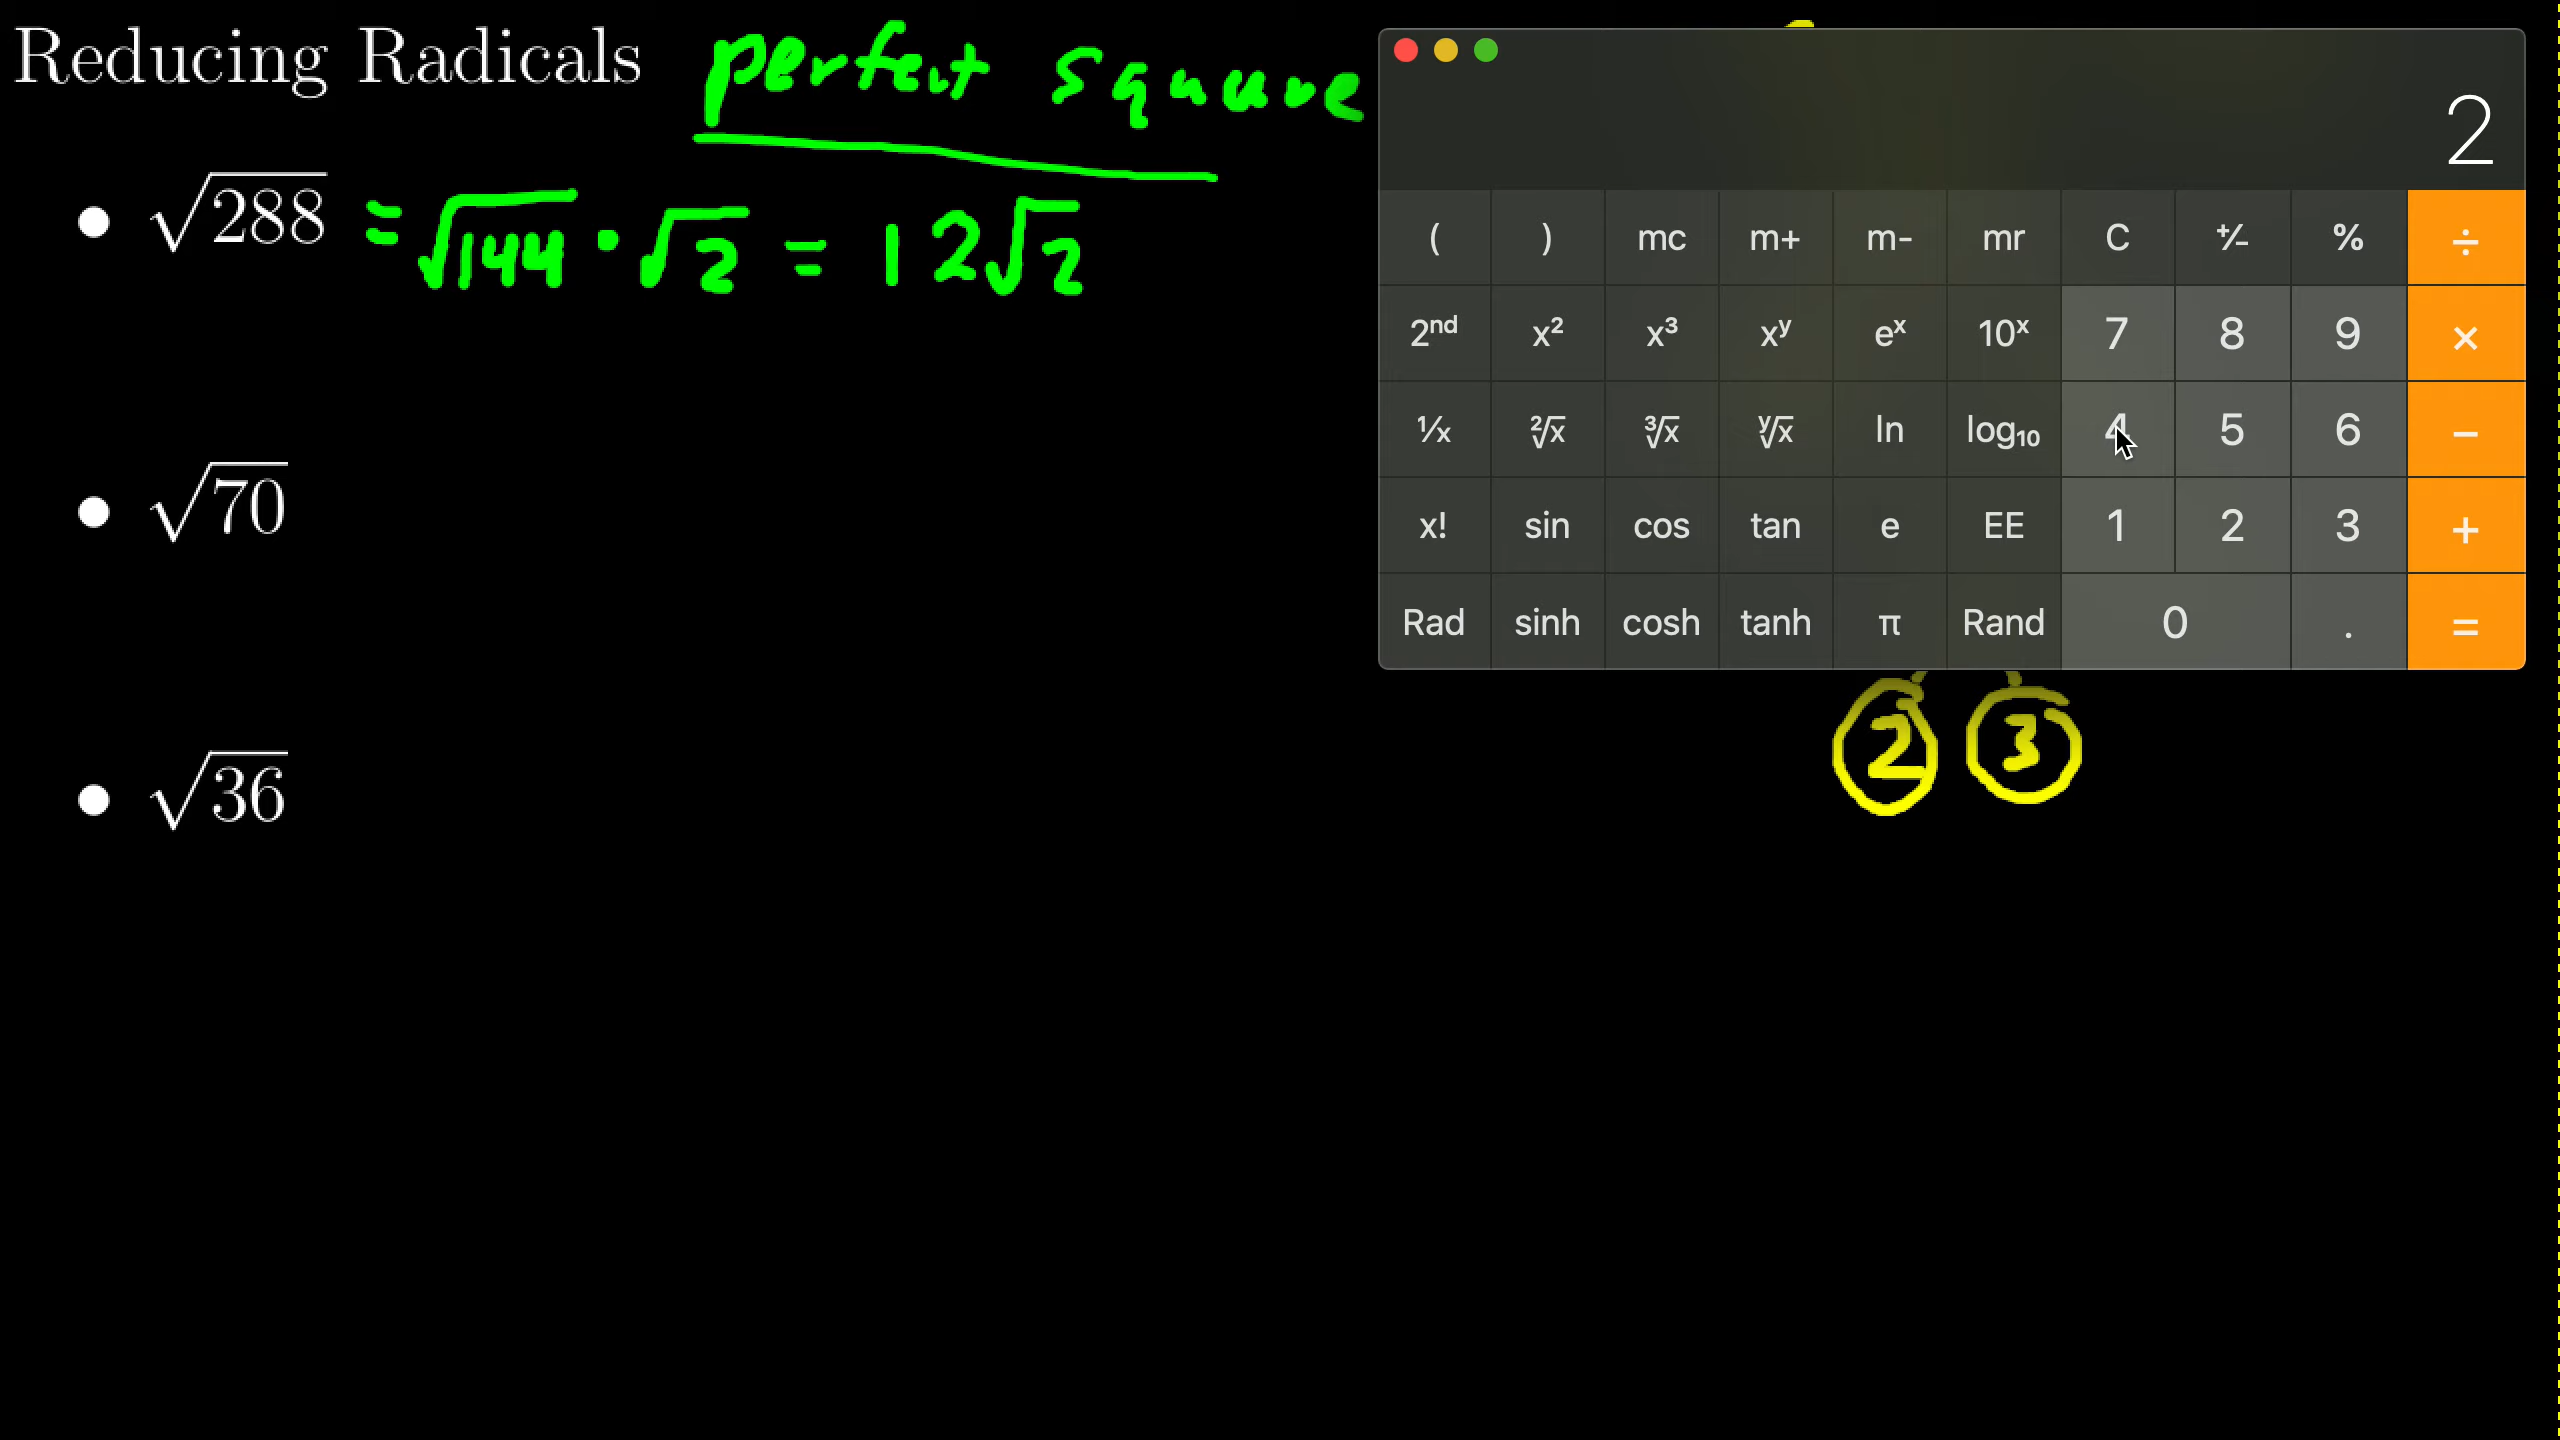 Reducing Radicals perfect square
• √288 = √144 · √2 = 12√2
• √70
• √36
2
( ) mc m+ m- mr C +/- % ÷
2nd x² x³ xʸ eˣ 10ˣ 7 8 9 ×
1/x ²√x ³√x ʸ√x ln log₁₀ 4 5 6 −
x! sin cos tan e EE 1 2 3 +
Rad sinh cosh tanh π Rand 0 . =
2 3